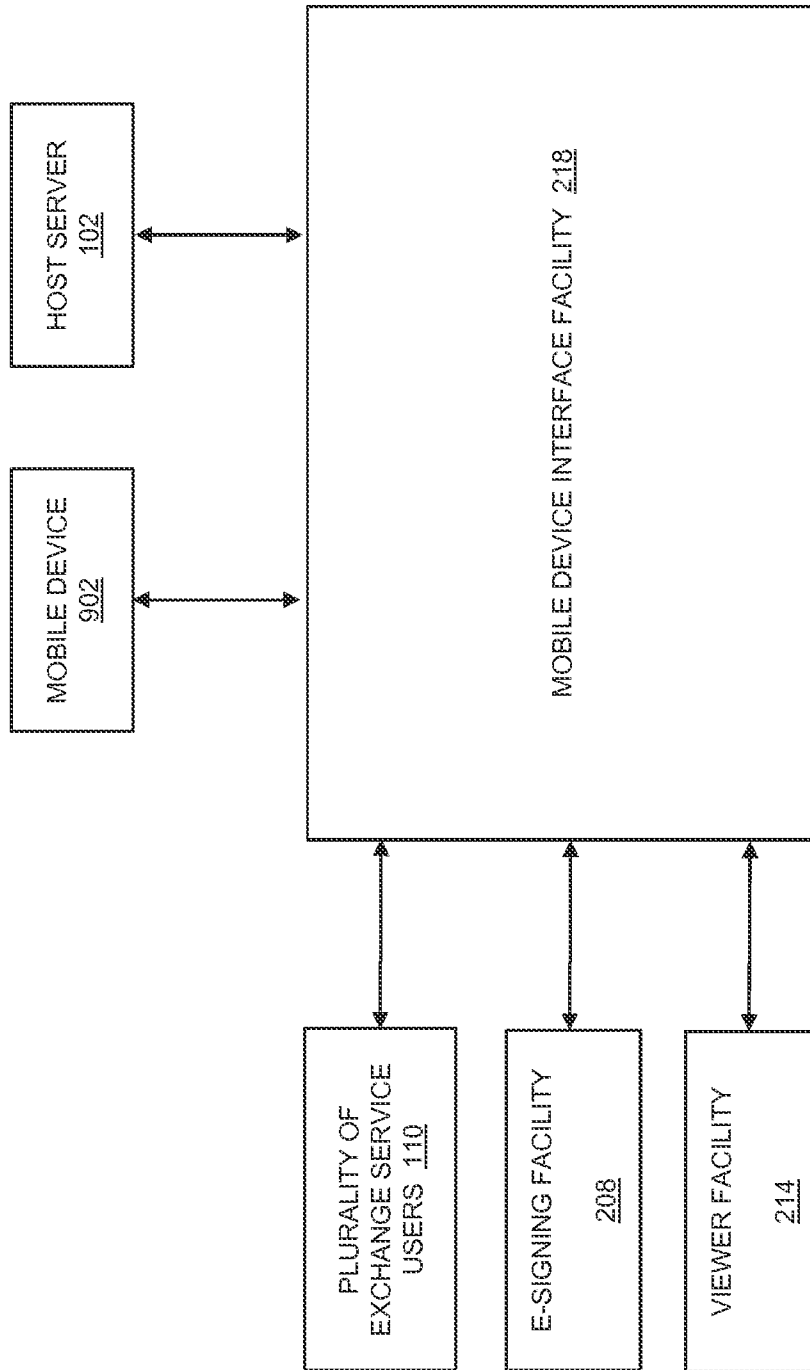 MOBILE DEVICE
902
HOST SERVER
102
PLURALITY OF
EXCHANGE SERVICE
USERS 110
MOBILE DEVICE INTERFACE FACILITY 218
E-SIGNING FACILITY
208
VIEWER FACILITY
214